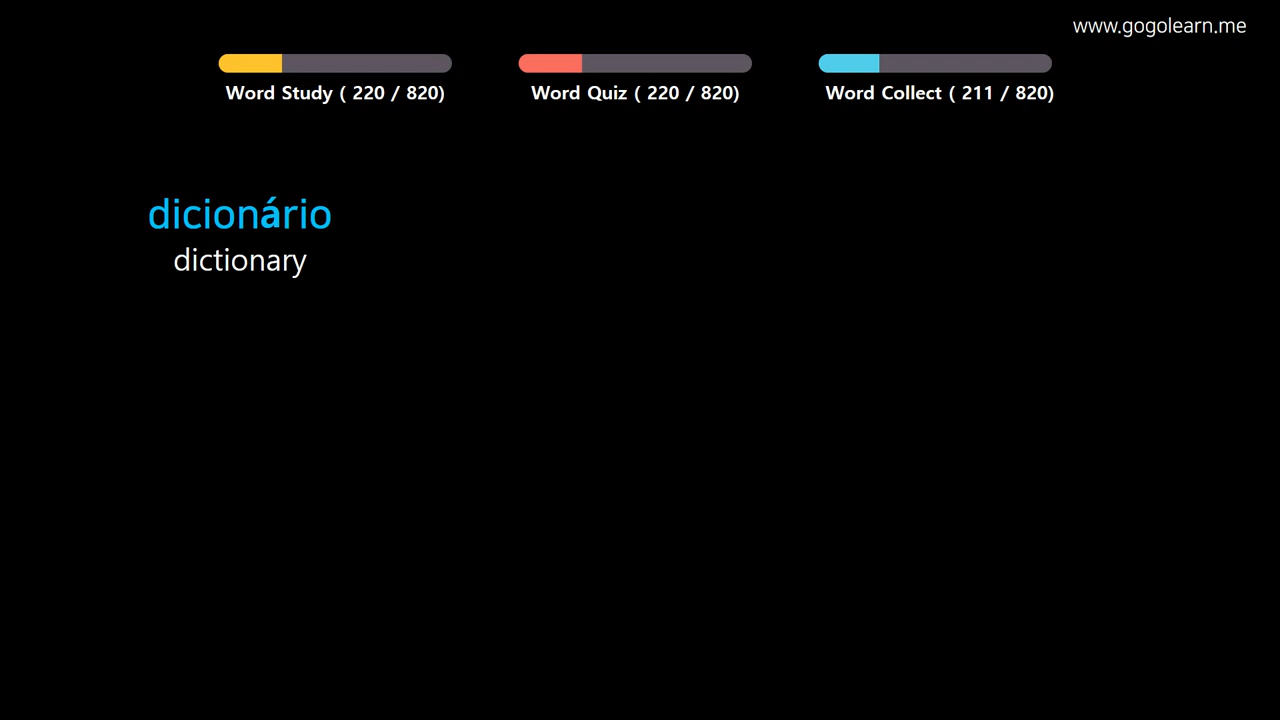 www.gogolearn.me
Word Study ( 220 / 820)
Word Quiz ( 220 / 820)
Word Collect ( 211 / 820)
dicionário
dictionary